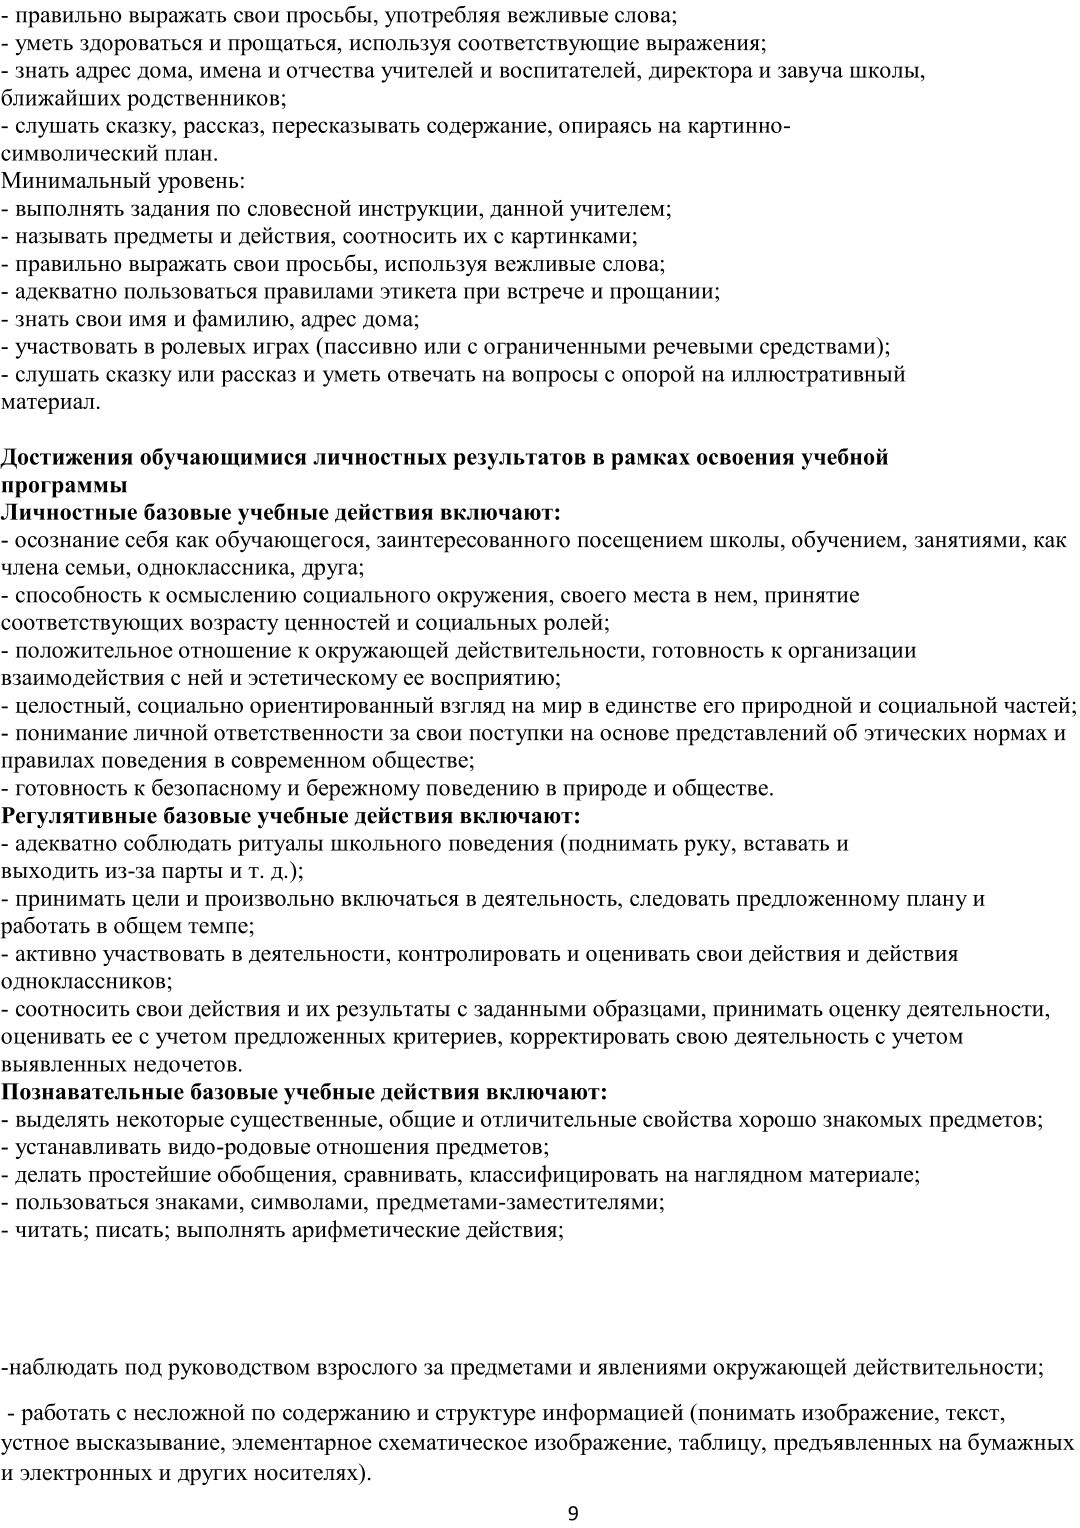 - правильно выражать свои просьбы, употребляя вежливые слова;
- уметь здороваться и прощаться, используя соответствующие выражения;
- знать адрес дома, имена и отчества учителей и воспитателей, директора и завуча школы,
ближайших родственников;
- слушать сказку, рассказ, пересказывать содержание, опираясь на картинно-
символический план.
Минимальный уровень:
- выполнять задания по словесной инструкции, данной учителем;
- называть предметы и действия, соотносить их с картинками;
- правильно выражать свои просьбы, используя вежливые слова;
- адекватно пользоваться правилами этикета при встрече и прощании;
- знать свои имя и фамилию, адрес дома;
- участвовать в ролевых играх (пассивно или с ограниченными речевыми средствами);
- слушать сказку или рассказ и уметь отвечать на вопросы с опорой на иллюстративный
материал.
Достижения обучающимися личностных результатов в рамках освоения учебной
программы
Личностные базовые учебные действия включают:
- осознание себя как обучающегося, заинтересованного посещением школы, обучением, занятиями, как
члена семьи, одноклассника, друга;
- способность к осмыслению социального окружения, своего места в нем, принятие
соответствующих возрасту ценностей и социальных ролей;
- положительное отношение к окружающей действительности, готовность к организации
взаимодействия с ней и эстетическому ее восприятию;
- целостный, социально ориентированный взгляд на мир в единстве его природной и социальной частей;
- понимание личной ответственности за свои поступки на основе представлений об этических нормах и
правилах поведения в современном обществе;
- готовность к безопасному и бережному поведению в природе и обществе.
Регулятивные базовые учебные действия включают:
- адекватно соблюдать ритуалы школьного поведения (поднимать руку, вставать и
выходить из-за парты и т. д.);
- принимать цели и произвольно включаться в деятельность, следовать предложенному плану и
работать в общем темпе;
- активно участвовать в деятельности, контролировать и оценивать свои действия и действия
одноклассников;
- соотносить свои действия и их результаты с заданными образцами, принимать оценку деятельности,
оценивать ее с учетом предложенных критериев, корректировать свою деятельность с учетом
выявленных недочетов.
Познавательные базовые учебные действия включают:
- выделять некоторые существенные, общие и отличительные свойства хорошо знакомых предметов;
- устанавливать видо-родовые отношения предметов;
- делать простейшие обобщения, сравнивать, классифицировать на наглядном материале;
- пользоваться знаками, символами, предметами-заместителями;
- читать; писать; выполнять арифметические действия;
-наблюдать под руководством взрослого за предметами и явлениями окружающей действительности;
- работать с несложной по содержанию и структуре информацией (понимать изображение, текст,
устное высказывание, элементарное схематическое изображение, таблицу, предъявленных на бумажных
и электронных и других носителях).
9